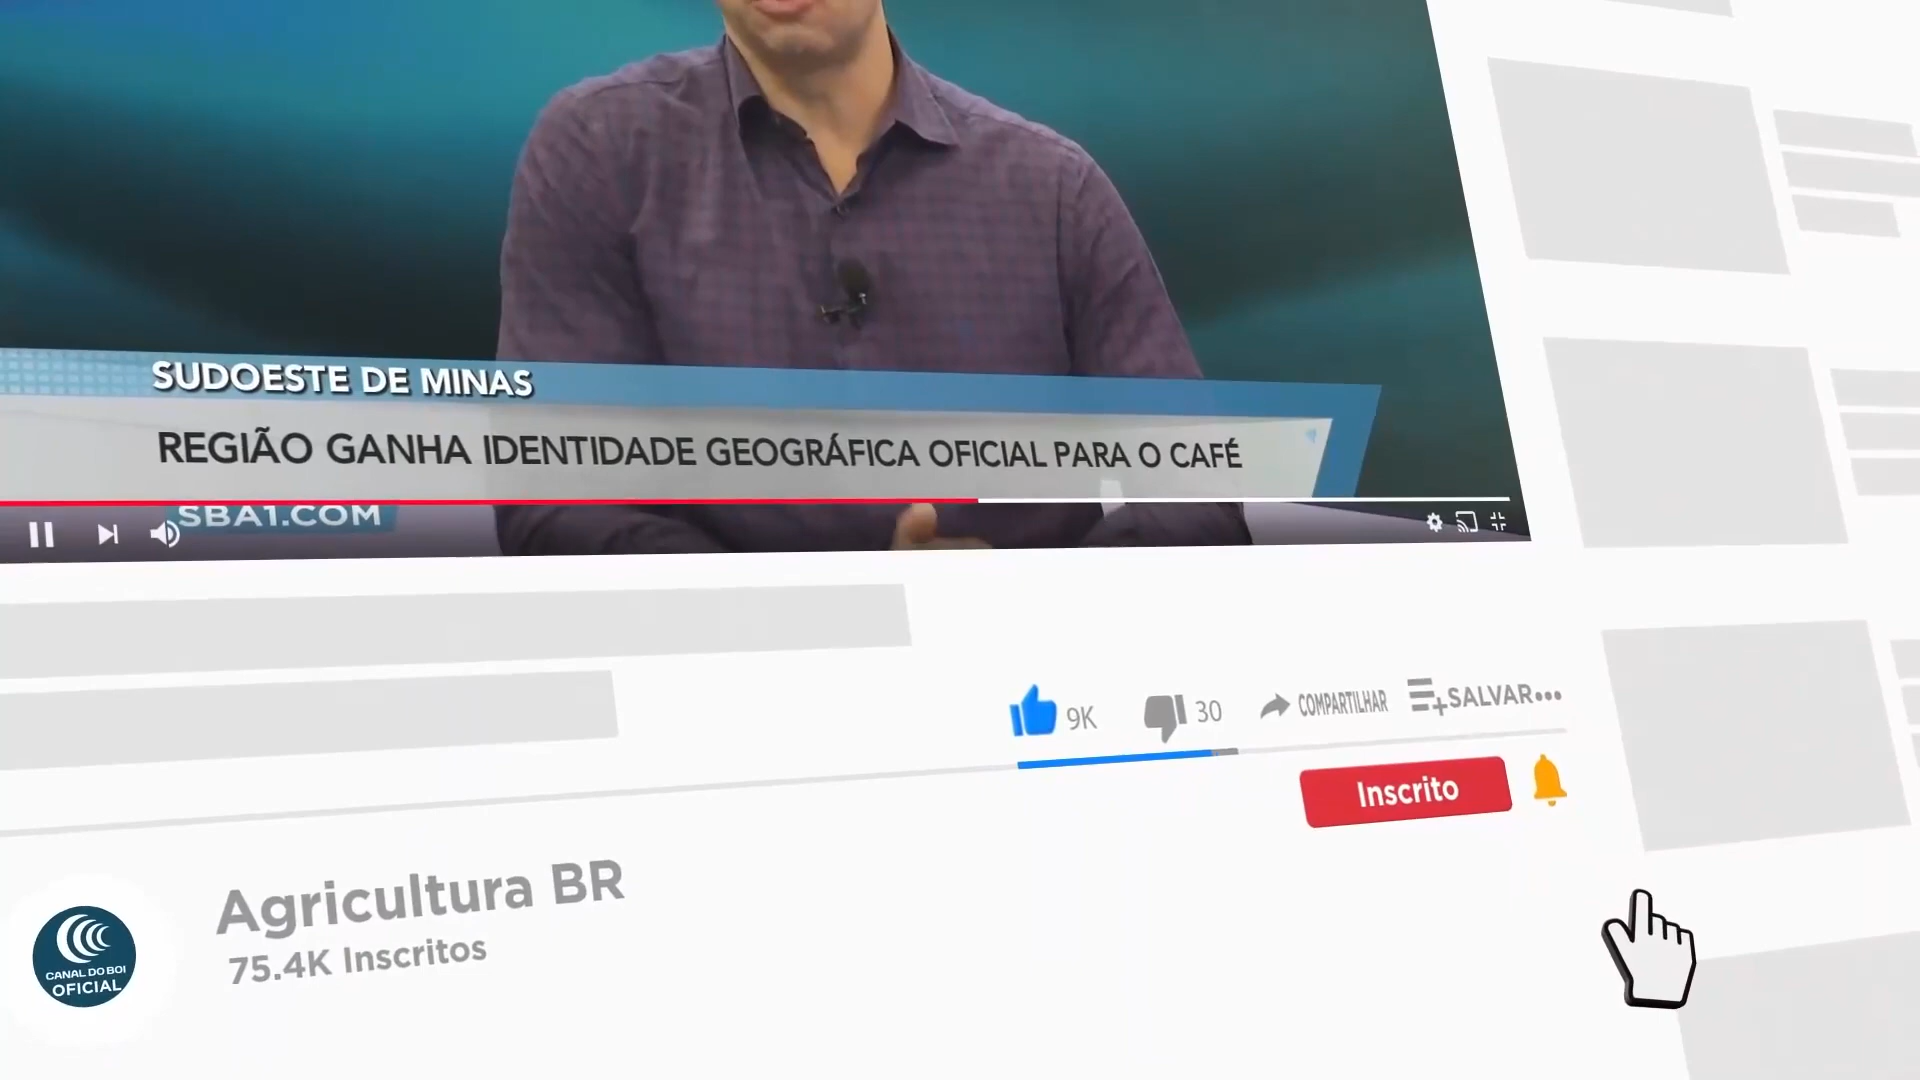 SUDOESTE DE MINAS
REGIÃO GANHA IDENTIDADE GEOGRÁFICA OFICIAL PARA O CAFÉ
SBA1.COM
9K
30
COMPARTILHAR
SALVAR
Inscrito
Agricultura BR
75.4K Inscritos
CANAL DO BOI
OFICIAL